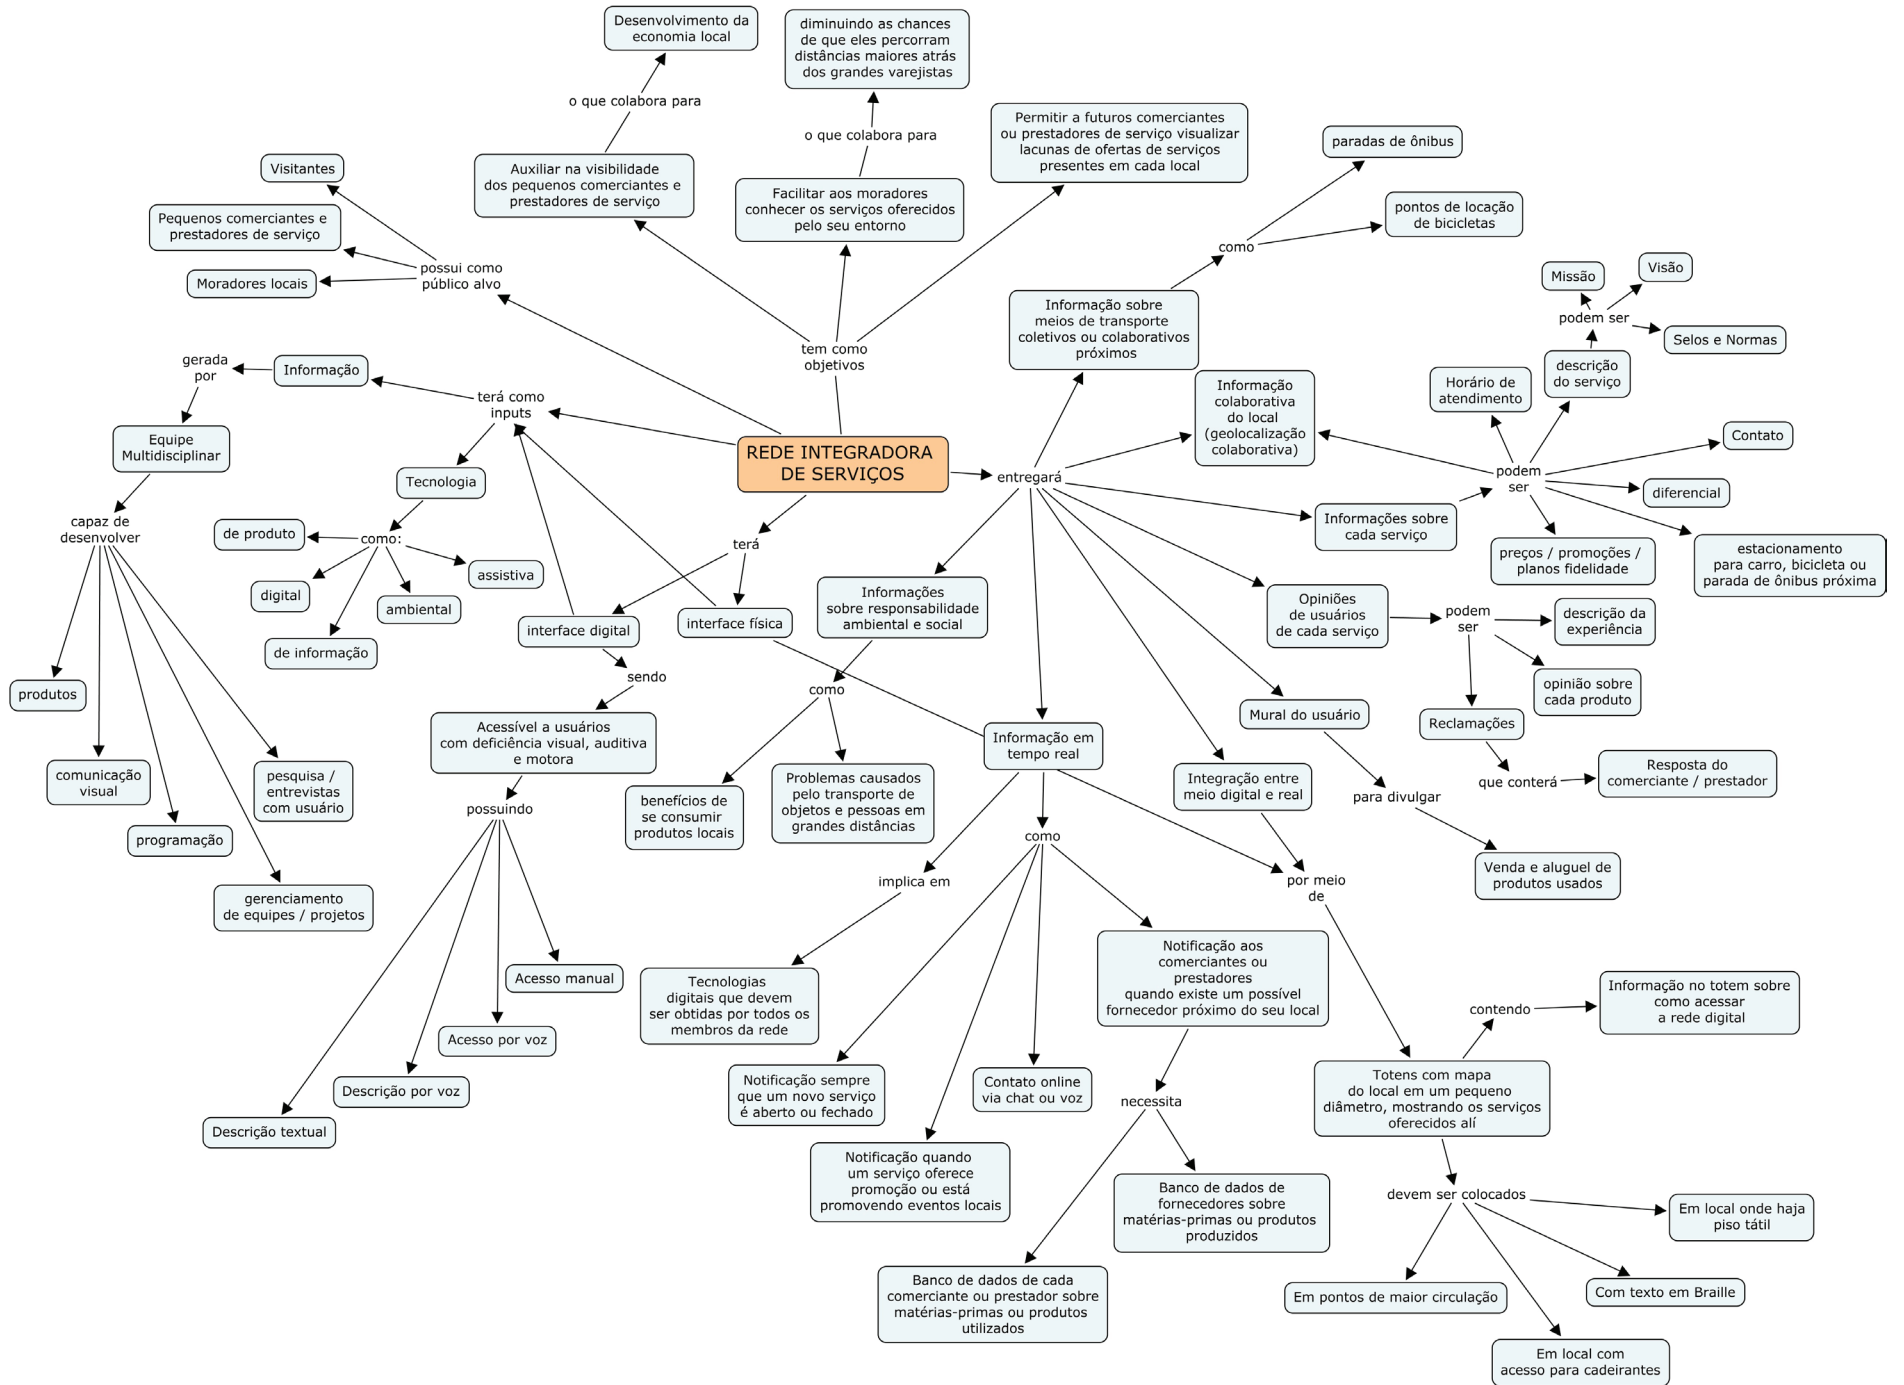 Desenvolvimento da
economia local
diminuindo as chances
de que eles percorram
distâncias maiores atrás
dos grandes varejistas
o que colabora para
o que colabora para
Permitir a futuros comerciantes
ou prestadores de serviço visualizar
lacunas de ofertas de serviços
presentes em cada local
paradas de ônibus
Visitantes
Auxiliar na visibilidade
dos pequenos comerciantes e
prestadores de serviço
Facilitar aos moradores
conhecer os serviços oferecidos
pelo seu entorno
pontos de locação
de bicicletas
Pequenos comerciantes e
prestadores de serviço
como
Moradores locais
possui como
público alvo
Missão
Visão
Informação sobre
meios de transporte
coletivos ou colaborativos
próximos
podem ser
Selos e Normas
tem como
objetivos
gerada
por
Informação
descrição
do serviço
terá como
inputs
Informação
colaborativa
do local
(geolocalização
colaborativa)
Horário de
atendimento
Equipe
Multidisciplinar
REDE INTEGRADORA
DE SERVIÇOS
Contato
Tecnologia
entregará
podem
ser
diferencial
capaz de
desenvolver
de produto
como:
terá
Informações sobre
cada serviço
preços / promoções /
planos fidelidade
estacionamento
para carro, bicicleta ou
parada de ônibus próxima
assistiva
digital
ambiental
interface digital
interface física
Informações
sobre responsabilidade
ambiental e social
Opiniões
de usuários
de cada serviço
podem
ser
descrição da
experiência
de informação
sendo
como
opinião sobre
cada produto
produtos
Acessível a usuários
com deficiência visual, auditiva
e motora
Mural do usuário
Reclamações
Informação em
tempo real
comunicação
visual
pesquisa /
entrevistas
com usuário
possuindo
benefícios de
se consumir
produtos locais
Problemas causados
pelo transporte de
objetos e pessoas em
grandes distâncias
Integração entre
meio digital e real
para divulgar
que conterá
Resposta do
comerciante / prestador
programação
como
implica em
por meio
de
Venda e aluguel de
produtos usados
gerenciamento
de equipes / projetos
Acesso manual
Tecnologias
digitais que devem
ser obtidas por todos os
membros da rede
Notificação aos
comerciantes ou
prestadores
quando existe um possível
fornecedor próximo do seu local
contendo
Informação no totem sobre
como acessar
a rede digital
Acesso por voz
Descrição por voz
Descrição textual
Notificação sempre
que um novo serviço
é aberto ou fechado
Contato online
via chat ou voz
necessita
Totens com mapa
do local em um pequeno
diâmetro, mostrando os serviços
oferecidos alí
Notificação quando
um serviço oferece
promoção ou está
promovendo eventos locais
Banco de dados de
fornecedores sobre
matérias-primas ou produtos
produzidos
devem ser colocados
Em local onde haja
piso tátil
Banco de dados de cada
comerciante ou prestador sobre
matérias-primas ou produtos
utilizados
Em pontos de maior circulação
Com texto em Braille
Em local com
acesso para cadeirantes